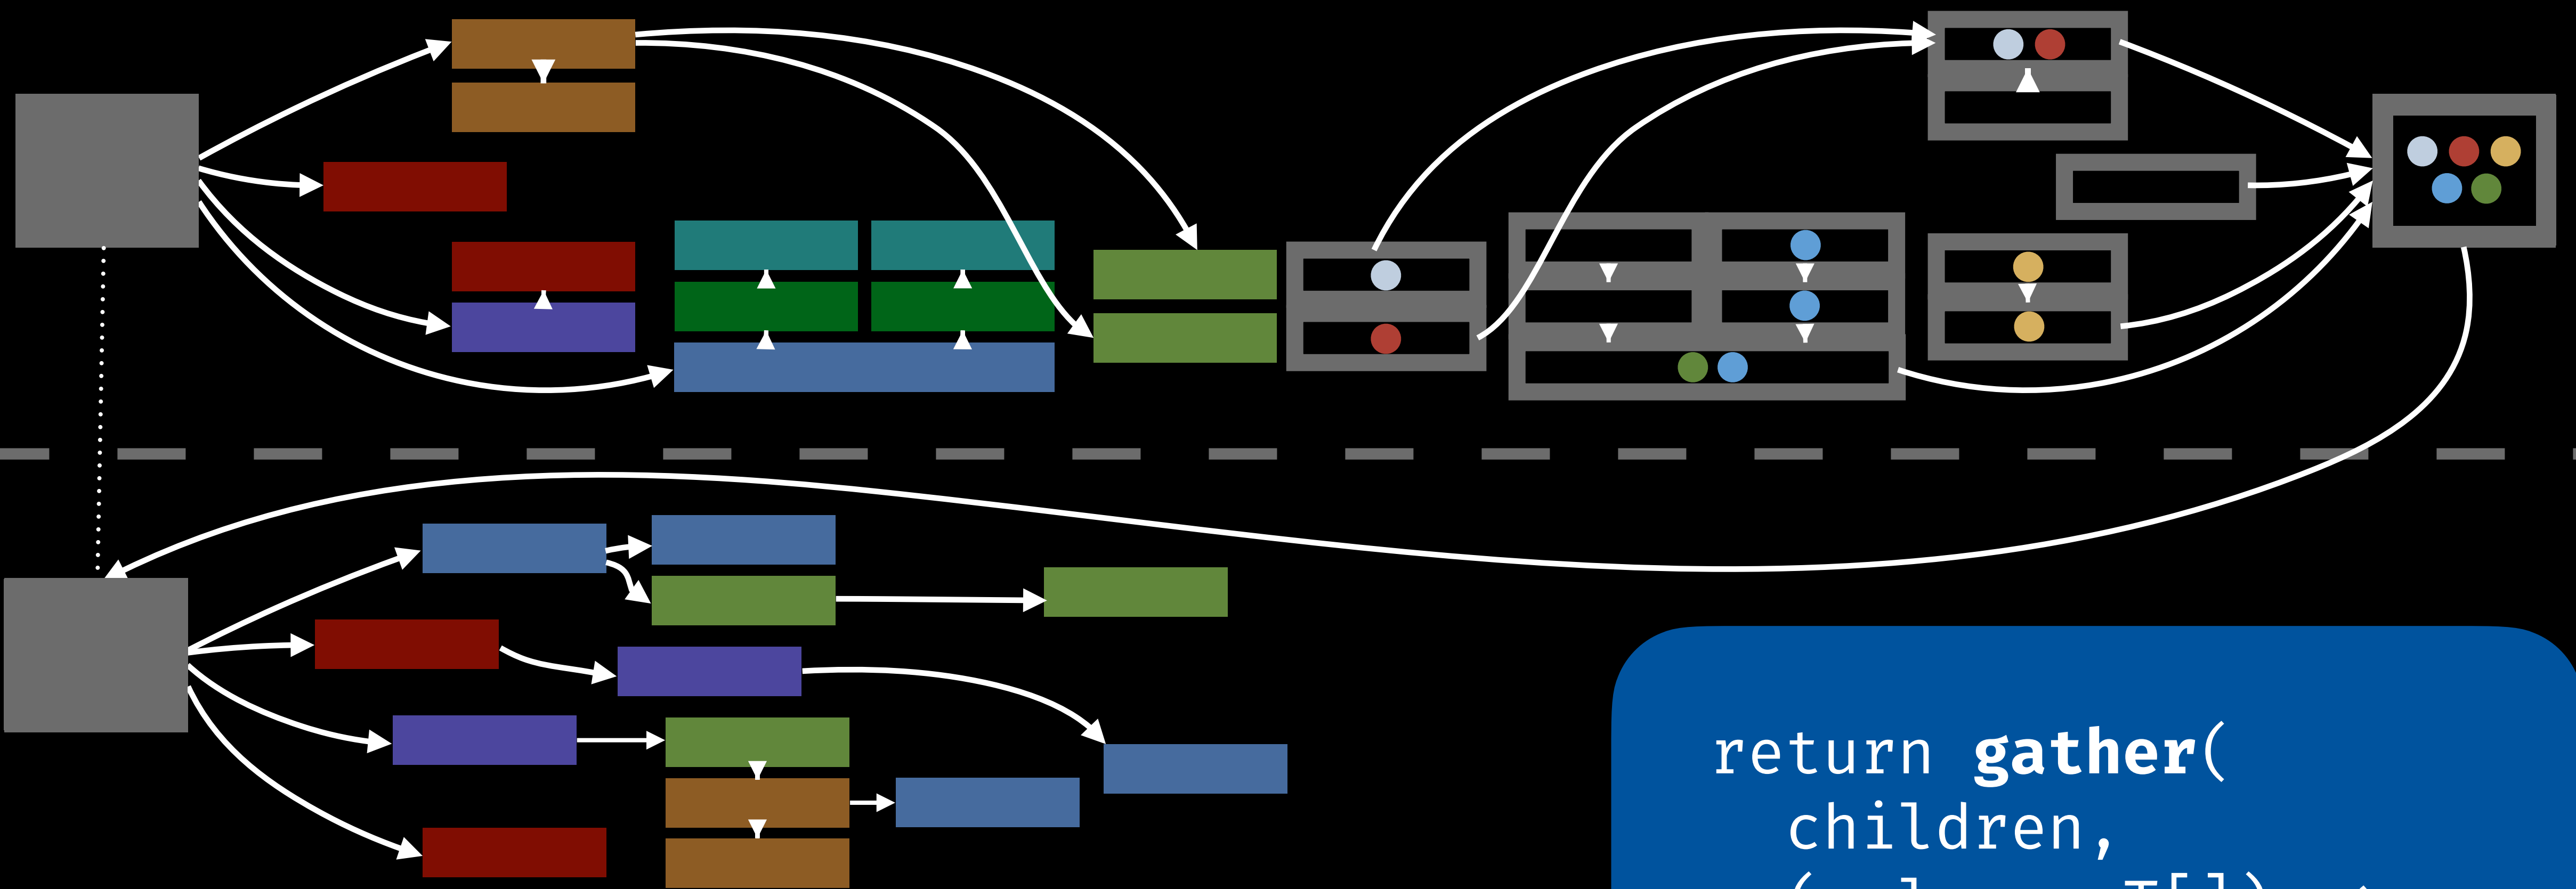 return gather(
children,